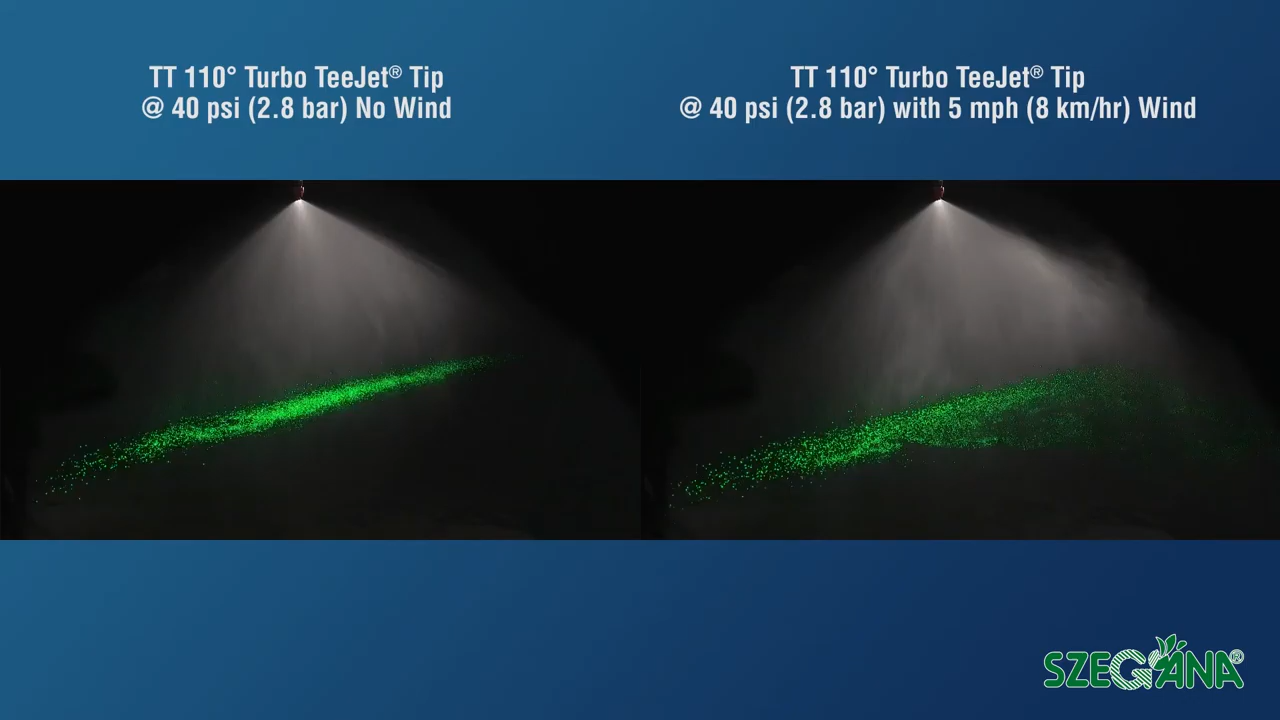 TT 110° Turbo TeeJet® Tip
@ 40 psi (2.8 bar) No Wind
TT 110° Turbo TeeJet® Tip
@ 40 psi (2.8 bar) with 5 mph (8 km/hr) Wind
SZEGÁNA®